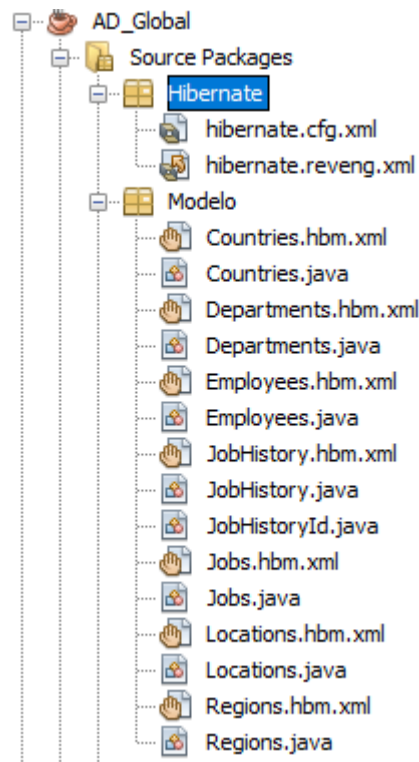 AD_Global
Source Packages
Hibernate
hibernate.cfg.xml
hibernate.reveng.xml
Modelo
Countries.hbm.xml
Countries.java
Departments.hbm.xml
Departments.java
Employees.hbm.xml
Employees.java
JobHistory.hbm.xml
JobHistory.java
JobHistoryId.java
Jobs.hbm.xml
Jobs.java
Locations.hbm.xml
Locations.java
Regions.hbm.xml
Regions.java